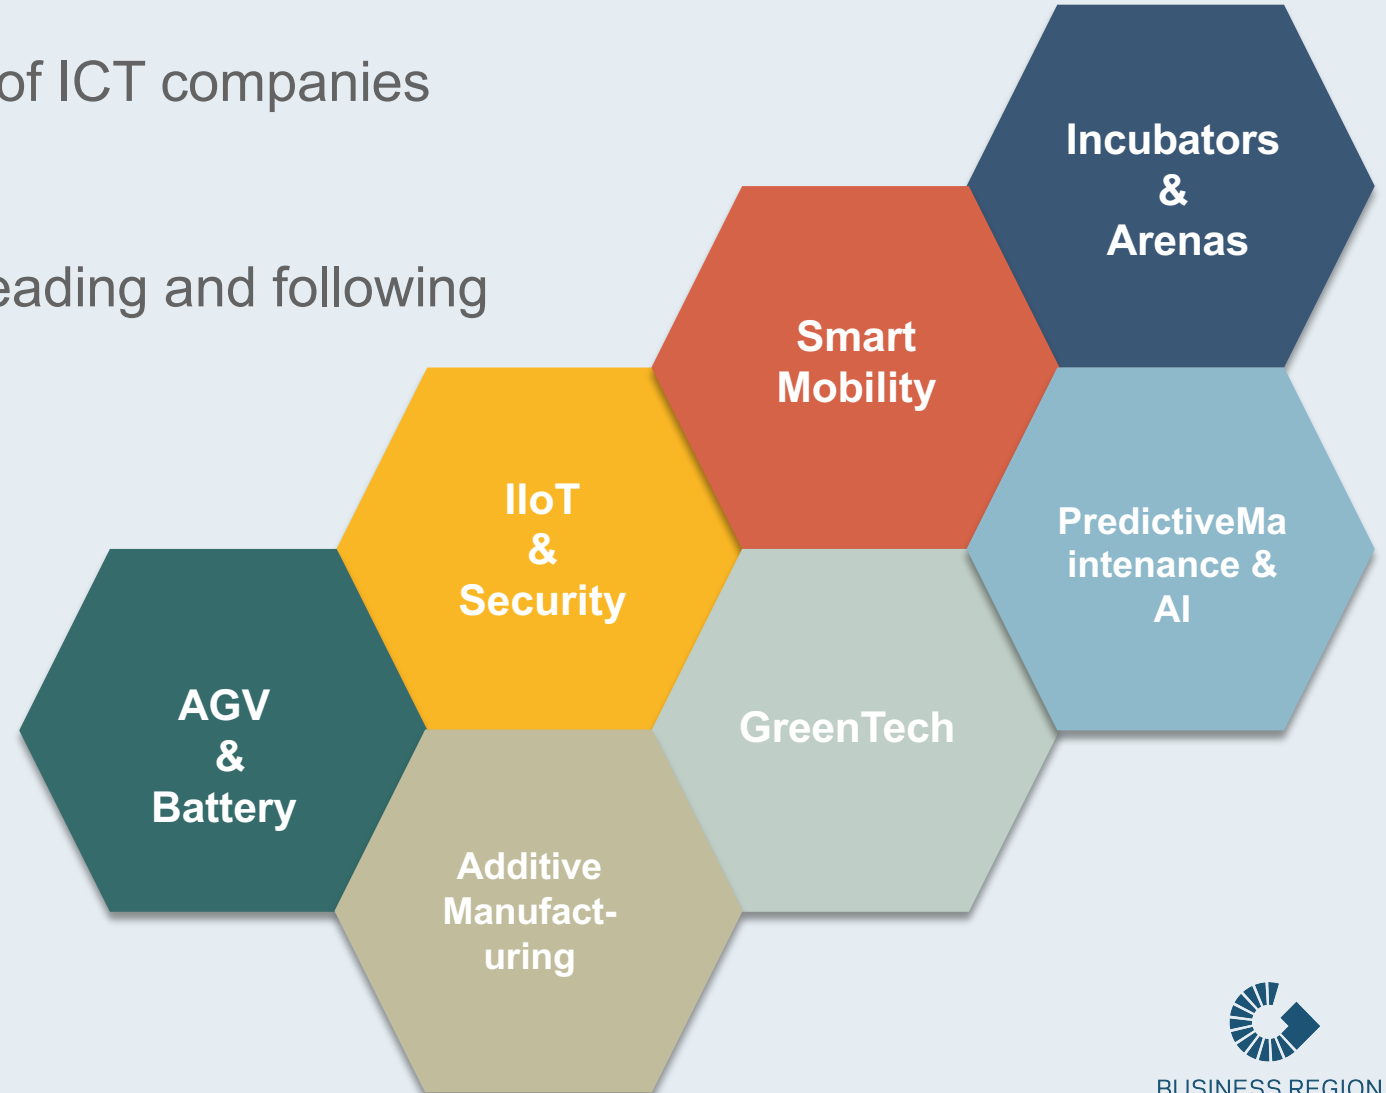 of ICT companies
eading and following
Incubators
&
Arenas
Smart
Mobility
IIoT
&
Security
PredictiveMa
intenance &
AI
AGV
&
Battery
GreenTech
Additive
Manufact-
uring
BUSINESS REGION